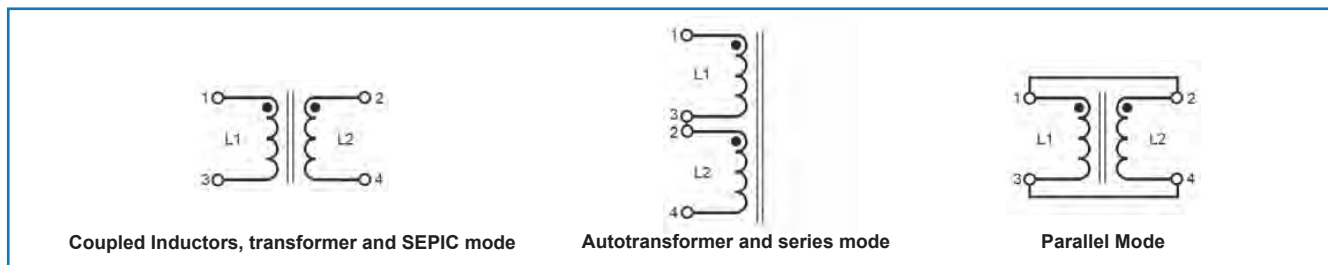 1 2
L1 L2
3 4
Coupled Inductors, transformer and SEPIC mode
1
L1
3
2
L2
4
Autotransformer and series mode
1 2
L1 L2
3 4
Parallel Mode